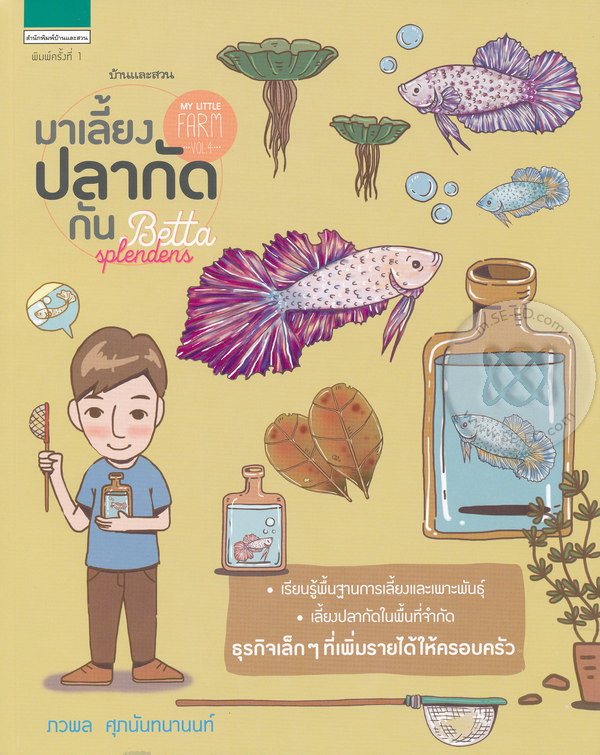 สำนักพิมพ์บ้านและสวน
พิมพ์ครั้งที่ 1
บ้านและสวน
MY LITTLE
FARM
VOL.4
มาเลี้ยง
ปลากัด
กัน Betta
splendens
SE-ED.com
• เรียนรู้พื้นฐานการเลี้ยงและเพาะพันธุ์
• เลี้ยงปลากัดในพื้นที่จำกัด
ธุรกิจเล็ก ๆ ที่เพิ่มรายได้ให้ครอบครัว
ภวพล ศุภนันทนานนท์